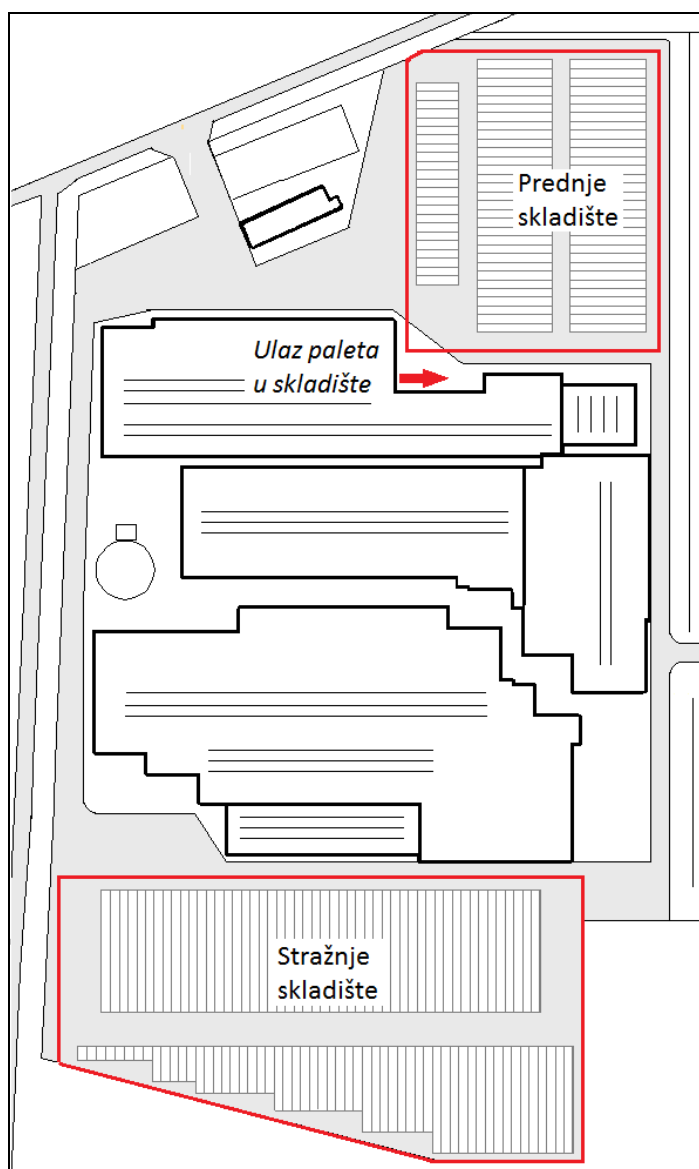 Prednje
skladište
Ulaz paleta
u skladište
Stražnje
skladište